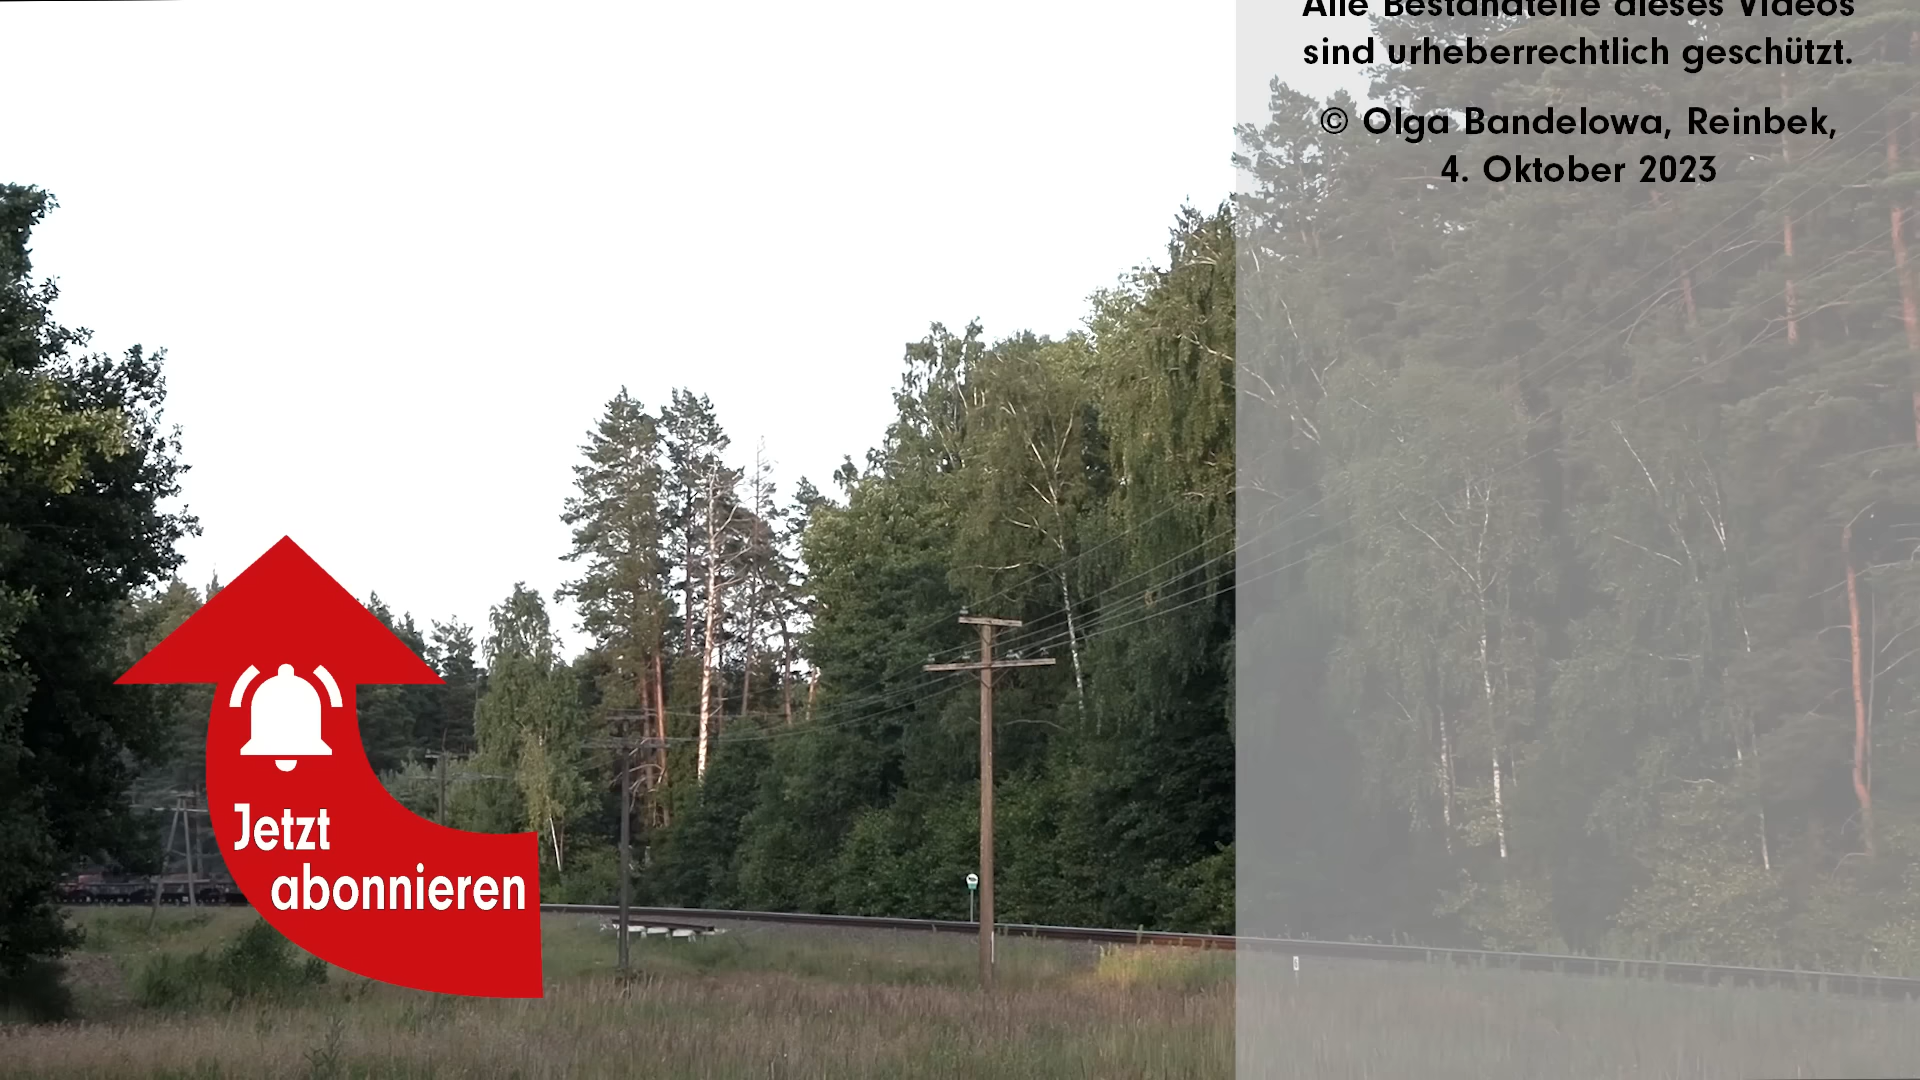 Alle Bestandteile dieses Videos
sind urheberrechtlich geschützt.
© Olga Bandelowa, Reinbek,
4. Oktober 2023
Jetzt
abonnieren